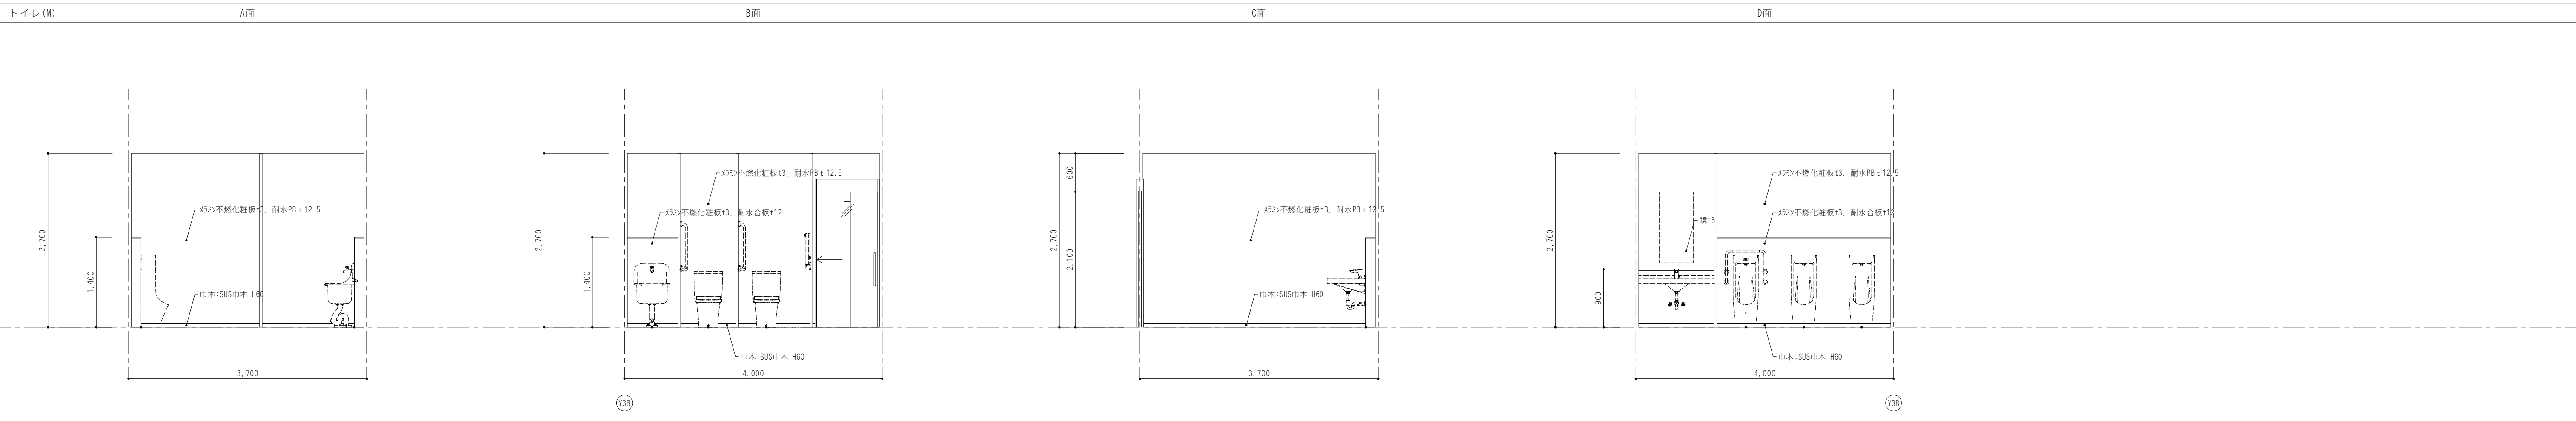 トイレ(M)
A面
B面
C面
D面
2,700
1,400
ﾒﾗﾐﾝ不燃化粧板t3, 耐水PBｔ12.5
巾木:SUS巾木 H60
3,700
2,700
1,400
ﾒﾗﾐﾝ不燃化粧板t3, 耐水PBｔ12.5
ﾒﾗﾐﾝ不燃化粧板t3, 耐水合板t12
巾木:SUS巾木 H60
4,000
Y3B
2,700
600
2,100
ﾒﾗﾐﾝ不燃化粧板t3, 耐水PBｔ12.5
巾木:SUS巾木 H60
3,700
2,700
900
ﾒﾗﾐﾝ不燃化粧板t3, 耐水PBｔ12.5
ﾒﾗﾐﾝ不燃化粧板t3, 耐水合板t12
鏡t5
巾木:SUS巾木 H60
4,000
Y3B